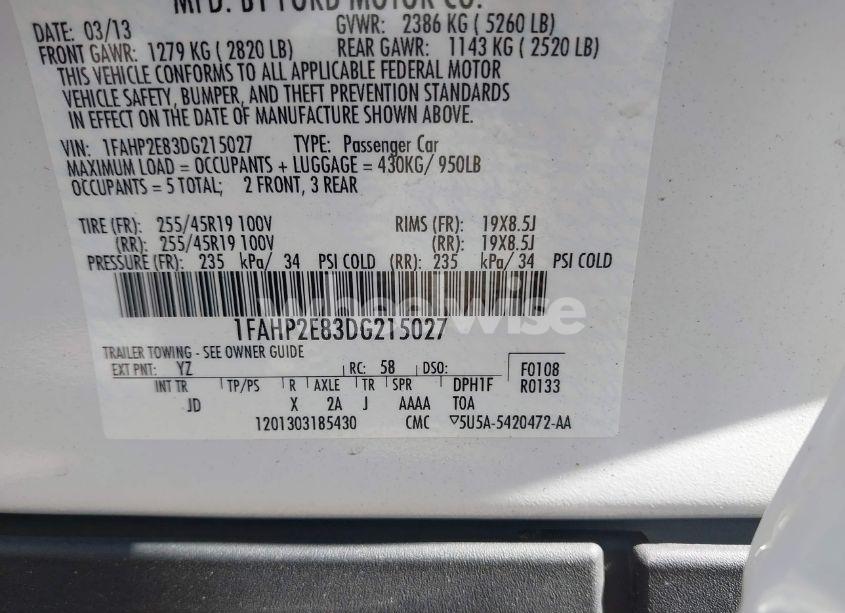 MFD. BY FORD MOTOR CO.
DATE: 03/13 GVWR: 2386 KG ( 5260 LB)
FRONT GAWR: 1279 KG ( 2820 LB) REAR GAWR: 1143 KG ( 2520 LB)
THIS VEHICLE CONFORMS TO ALL APPLICABLE FEDERAL MOTOR
VEHICLE SAFETY, BUMPER, AND THEFT PREVENTION STANDARDS
IN EFFECT ON THE DATE OF MANUFACTURE SHOWN ABOVE.
VIN: 1FAHP2E83DG215027 TYPE: Passenger Car
MAXIMUM LOAD = OCCUPANTS + LUGGAGE = 430KG/ 950LB
OCCUPANTS = 5 TOTAL; 2 FRONT, 3 REAR
TIRE (FR): 255/45R19 100V RIMS (FR): 19X8.5J
(RR): 255/45R19 100V (RR): 19X8.5J
PRESSURE (FR): 235 kPa/ 34 PSI COLD (RR): 235 kPa/ 34 PSI COLD
wheelwise
1FAHP2E83DG215027
TRAILER TOWING - SEE OWNER GUIDE
EXT PNT: YZ RC: 58 DSO: F0108
INT TR TP/PS R AXLE TR SPR DPH1F R0133
JD X 2A J AAAA TOA
1201303185430 CMC ▽5U5A-5420472-AA